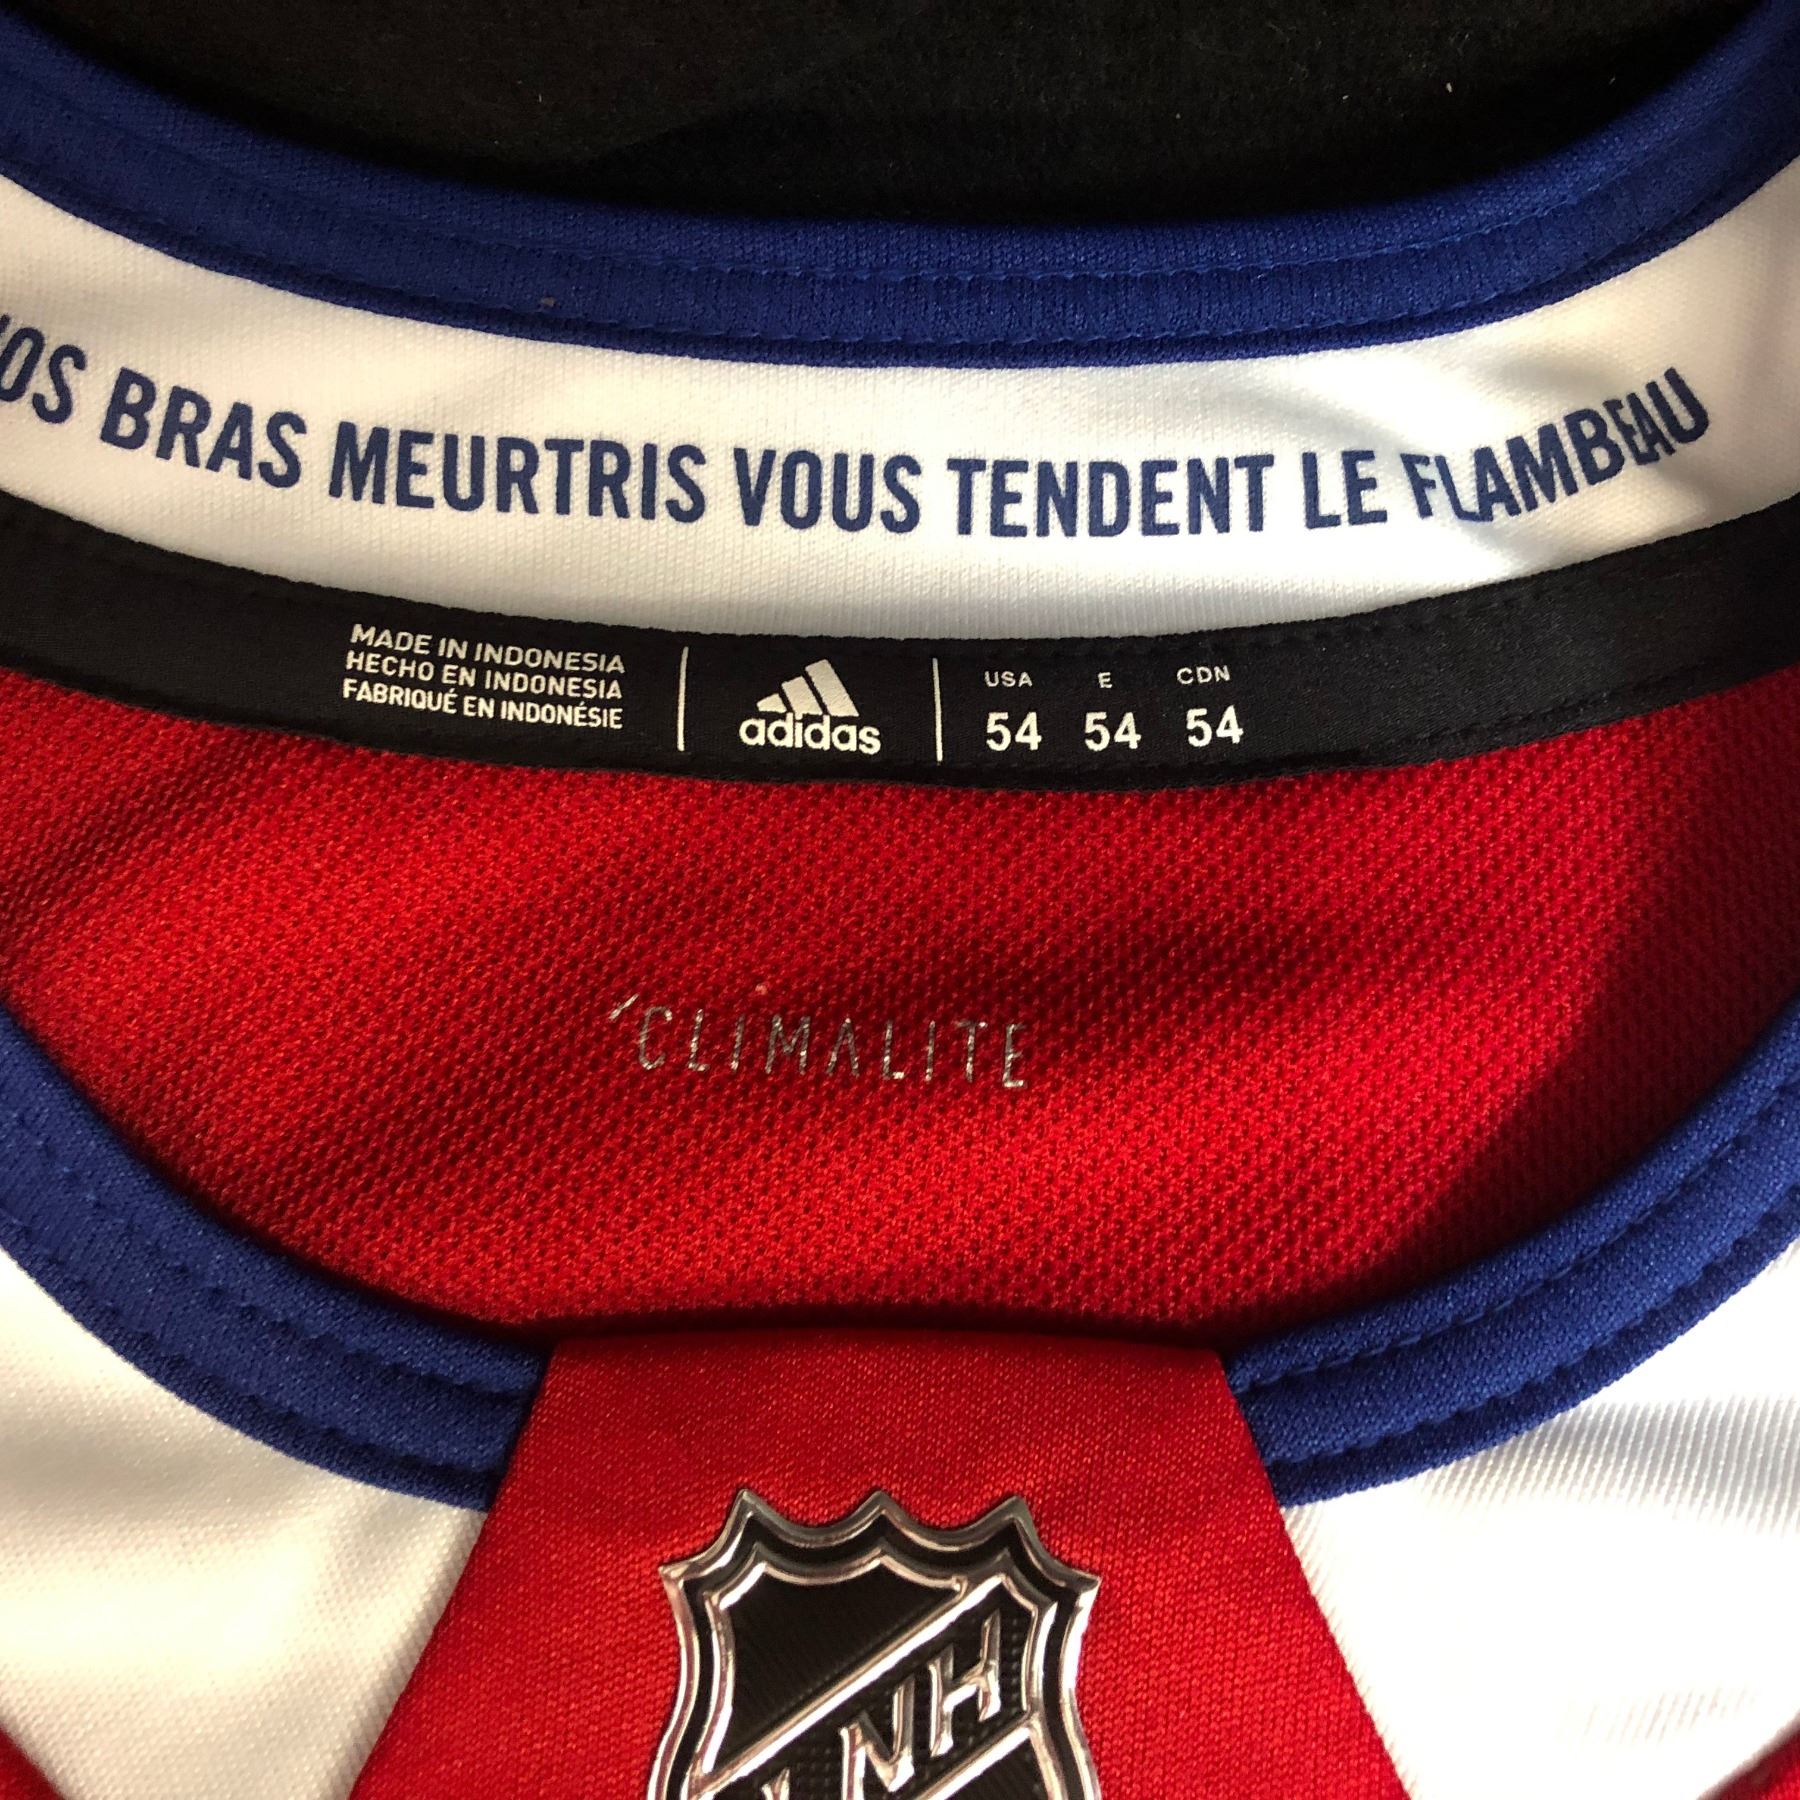 BRAS MEURTRIS VOUS TENDENT LE FLAMBEAU
MADE IN INDONESIA
HECHO EN INDONESIA
FABRIQUÉ EN INDONÉSIE
adidas
USA E CDN
54 54 54
CLIMALITE
NHL